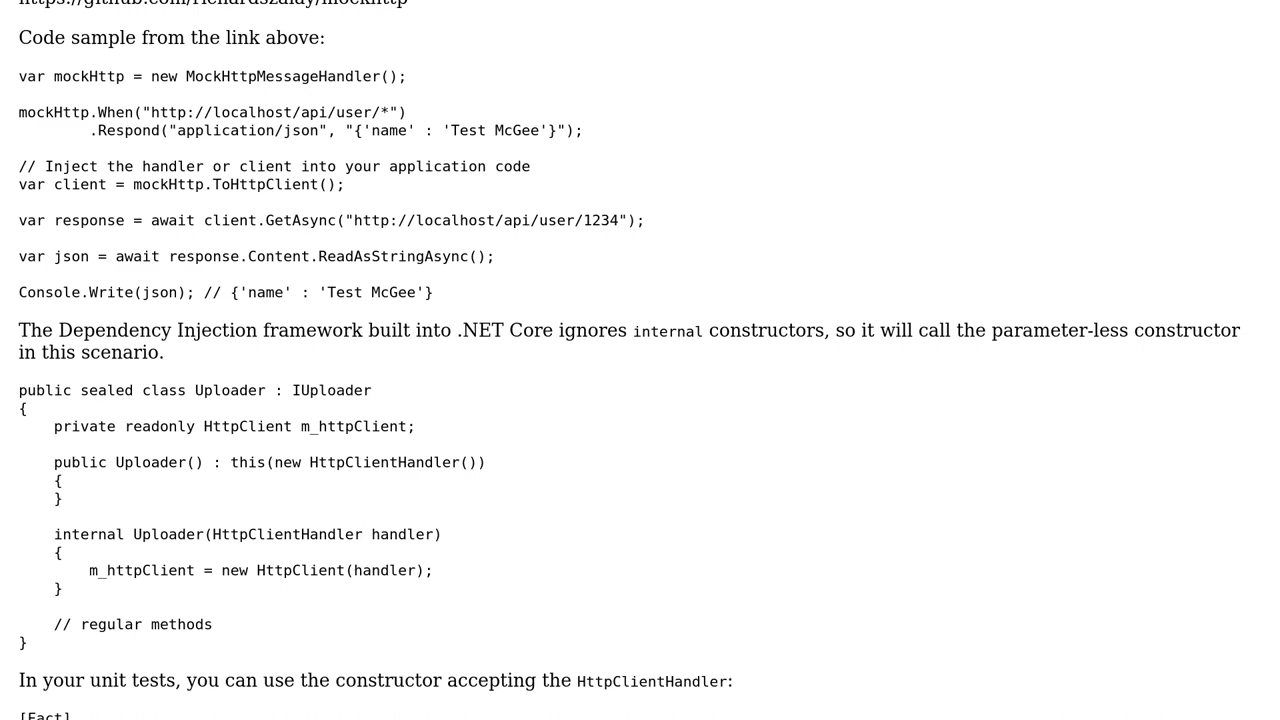 https://github.com/richardszalay/mockhttp
Code sample from the link above:
var mockHttp = new MockHttpMessageHandler();
mockHttp.When("http://localhost/api/user/*")
        .Respond("application/json", "{'name' : 'Test McGee'}");
// Inject the handler or client into your application code
var client = mockHttp.ToHttpClient();
var response = await client.GetAsync("http://localhost/api/user/1234");
var json = await response.Content.ReadAsStringAsync();
Console.Write(json); // {'name' : 'Test McGee'}
The Dependency Injection framework built into .NET Core ignores internal constructors, so it will call the parameter-less constructor
in this scenario.
public sealed class Uploader : IUploader
{
    private readonly HttpClient m_httpClient;
    public Uploader() : this(new HttpClientHandler())
    {
    }
    internal Uploader(HttpClientHandler handler)
    {
        m_httpClient = new HttpClient(handler);
    }
    // regular methods
}
In your unit tests, you can use the constructor accepting the HttpClientHandler:
[Fact]